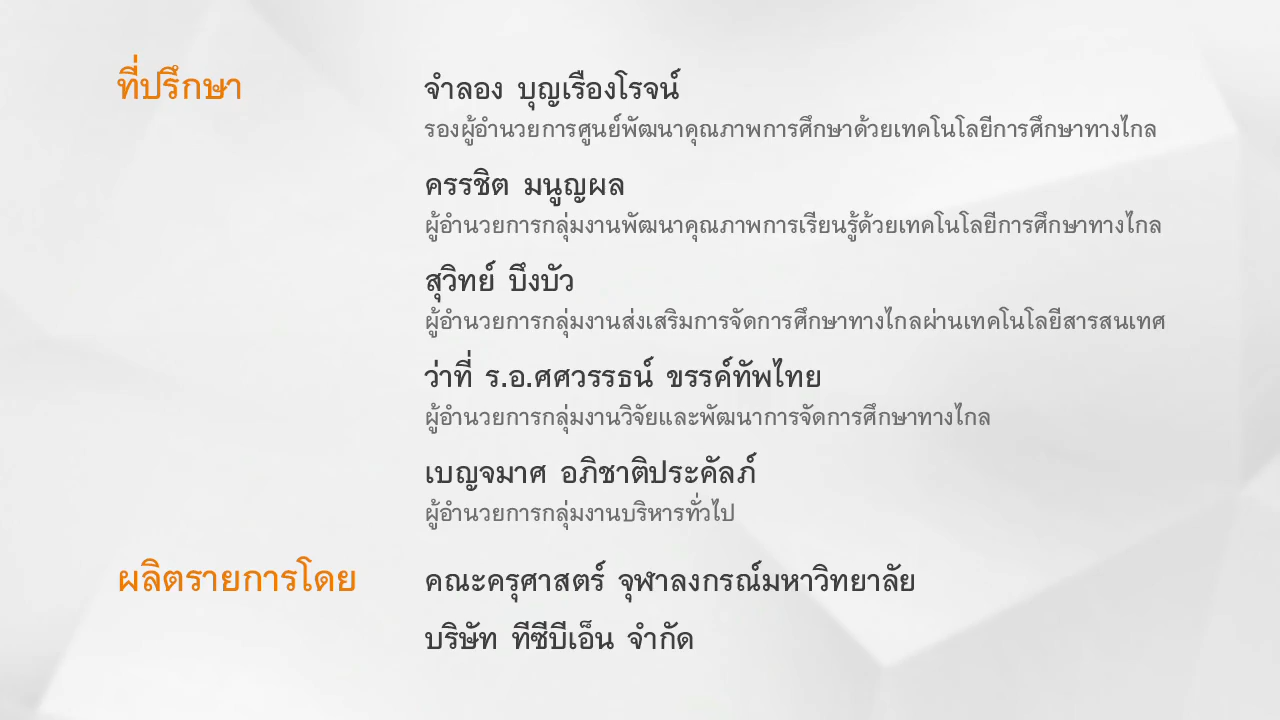 ที่ปรึกษา
จำลอง บุญเรืองโรจน์
รองผู้อำนวยการศูนย์พัฒนาคุณภาพการศึกษาด้วยเทคโนโลยีการศึกษาทางไกล
ครรชิต มนูญผล
ผู้อำนวยการกลุ่มงานพัฒนาคุณภาพการเรียนรู้ด้วยเทคโนโลยีการศึกษาทางไกล
สุวิทย์ บึงบัว
ผู้อำนวยการกลุ่มงานส่งเสริมการจัดการศึกษาทางไกลผ่านเทคโนโลยีสารสนเทศ
ว่าที่ ร.อ.ศศวรรธน์ ขรรค์ทัพไทย
ผู้อำนวยการกลุ่มงานวิจัยและพัฒนาการจัดการศึกษาทางไกล
เบญจมาศ อภิชาติประคัลภ์
ผู้อำนวยการกลุ่มงานบริหารทั่วไป
ผลิตรายการโดย
คณะครุศาสตร์ จุฬาลงกรณ์มหาวิทยาลัย
บริษัท ทีซีบีเอ็น จำกัด